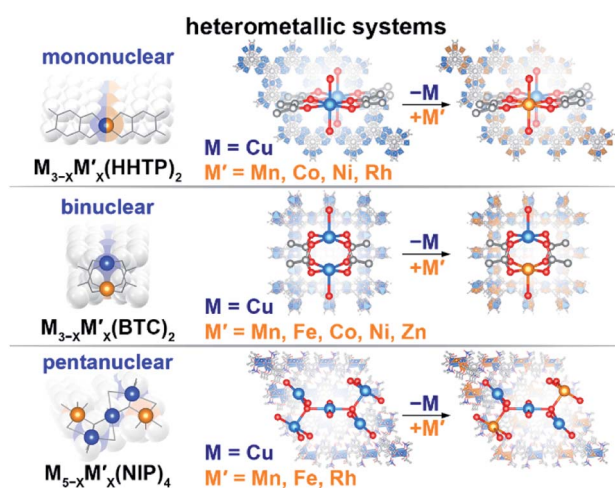 heterometallic systems
mononuclear
M₃₋ₓM′ₓ(HHTP)₂
–M
+M′
M = Cu
M′ = Mn, Co, Ni, Rh
binuclear
M₃₋ₓM′ₓ(BTC)₂
–M
+M′
M = Cu
M′ = Mn, Fe, Co, Ni, Zn
pentanuclear
M₅₋ₓM′ₓ(NIP)₄
–M
+M′
M = Cu
M′ = Mn, Fe, Rh